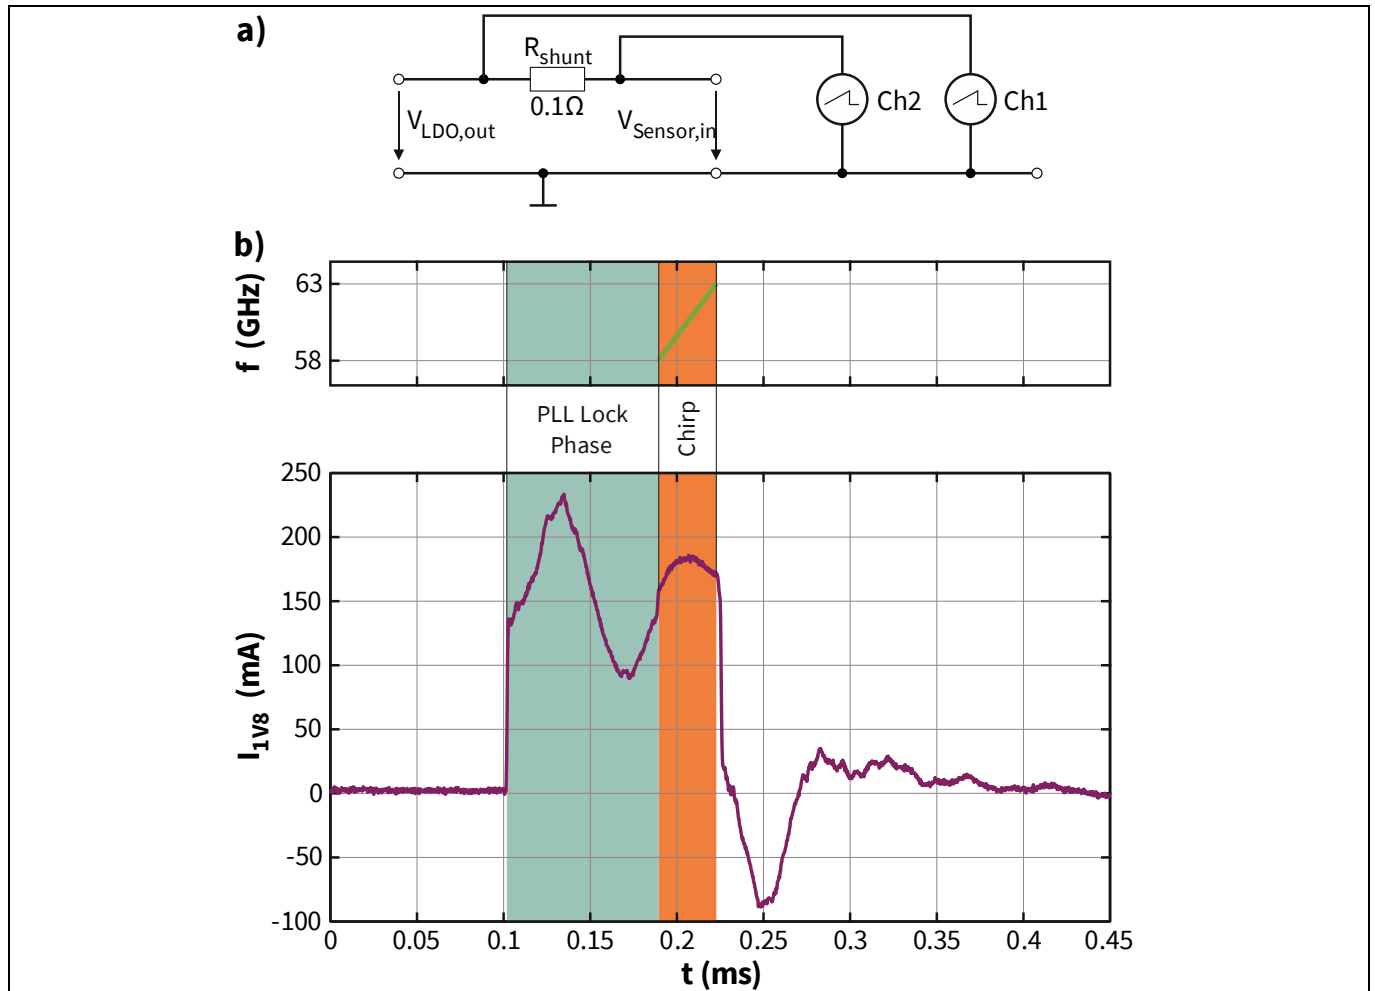 a)
R_shunt
0.1Ω
V_LDO,out
V_Sensor,in
Ch2
Ch1
b)
f (GHz)
63
58
PLL Lock
Phase
Chirp
I_1V8 (mA)
250
200
150
100
50
0
-50
-100
0 0.05 0.1 0.15 0.2 0.25 0.3 0.35 0.4 0.45
t (ms)